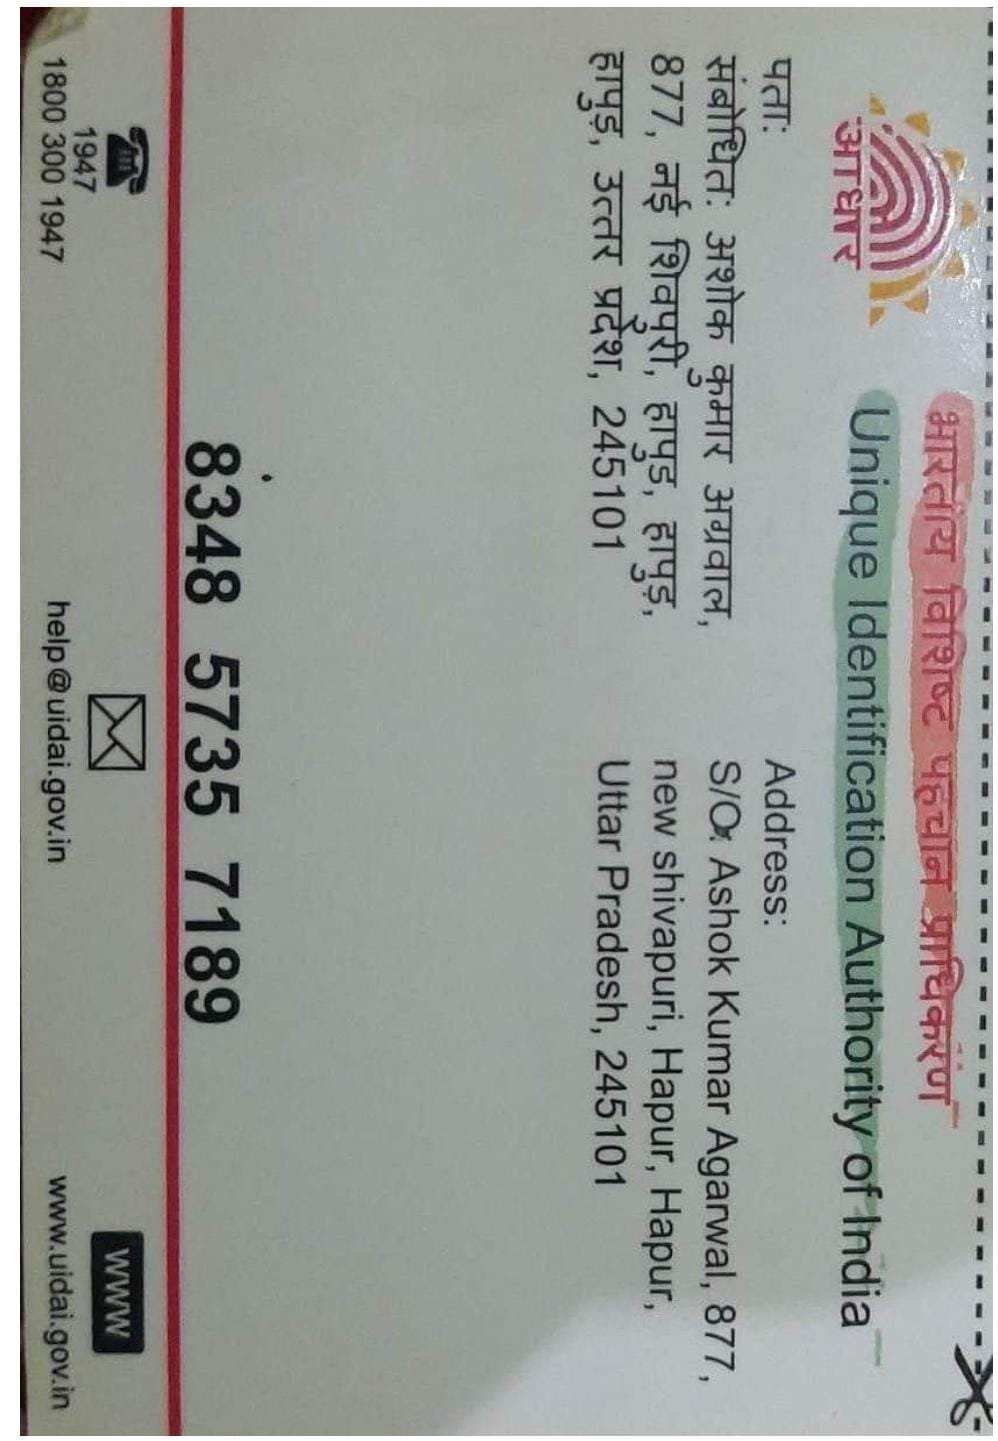 भारतीय विशिष्ट पहचान प्राधिकरण
Unique Identification Authority of India
आधार
पता:
संबोधित: अशोक कुमार अग्रवाल,
877, नई शिवपुरी, हापुड, हापुड़,
हापुड़, उत्तर प्रदेश, 245101
Address:
S/O: Ashok Kumar Agarwal, 877,
new shivapuri, Hapur, Hapur,
Uttar Pradesh, 245101
8348 5735 7189
1947
1800 300 1947
help@uidai.gov.in
www
www.uidai.gov.in